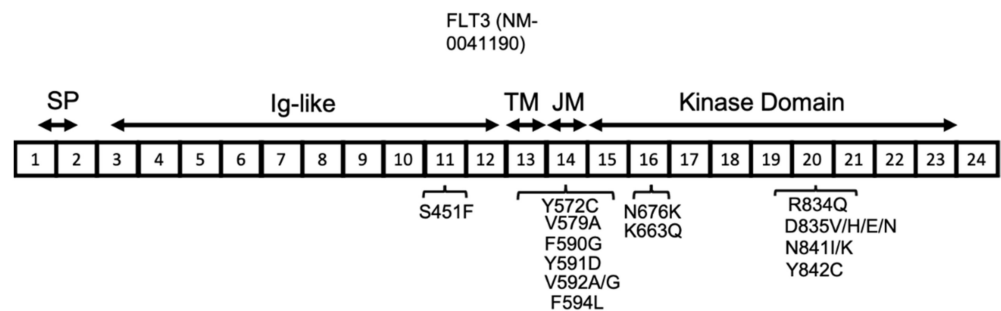 FLT3 (NM-
0041190)
SP Ig-like TM JM Kinase Domain
1 2 3 4 5 6 7 8 9 10 11 12 13 14 15 16 17 18 19 20 21 22 23 24
S451F
Y572C
V579A
F590G
Y591D
V592A/G
F594L
N676K
K663Q
R834Q
D835V/H/E/N
N841I/K
Y842C